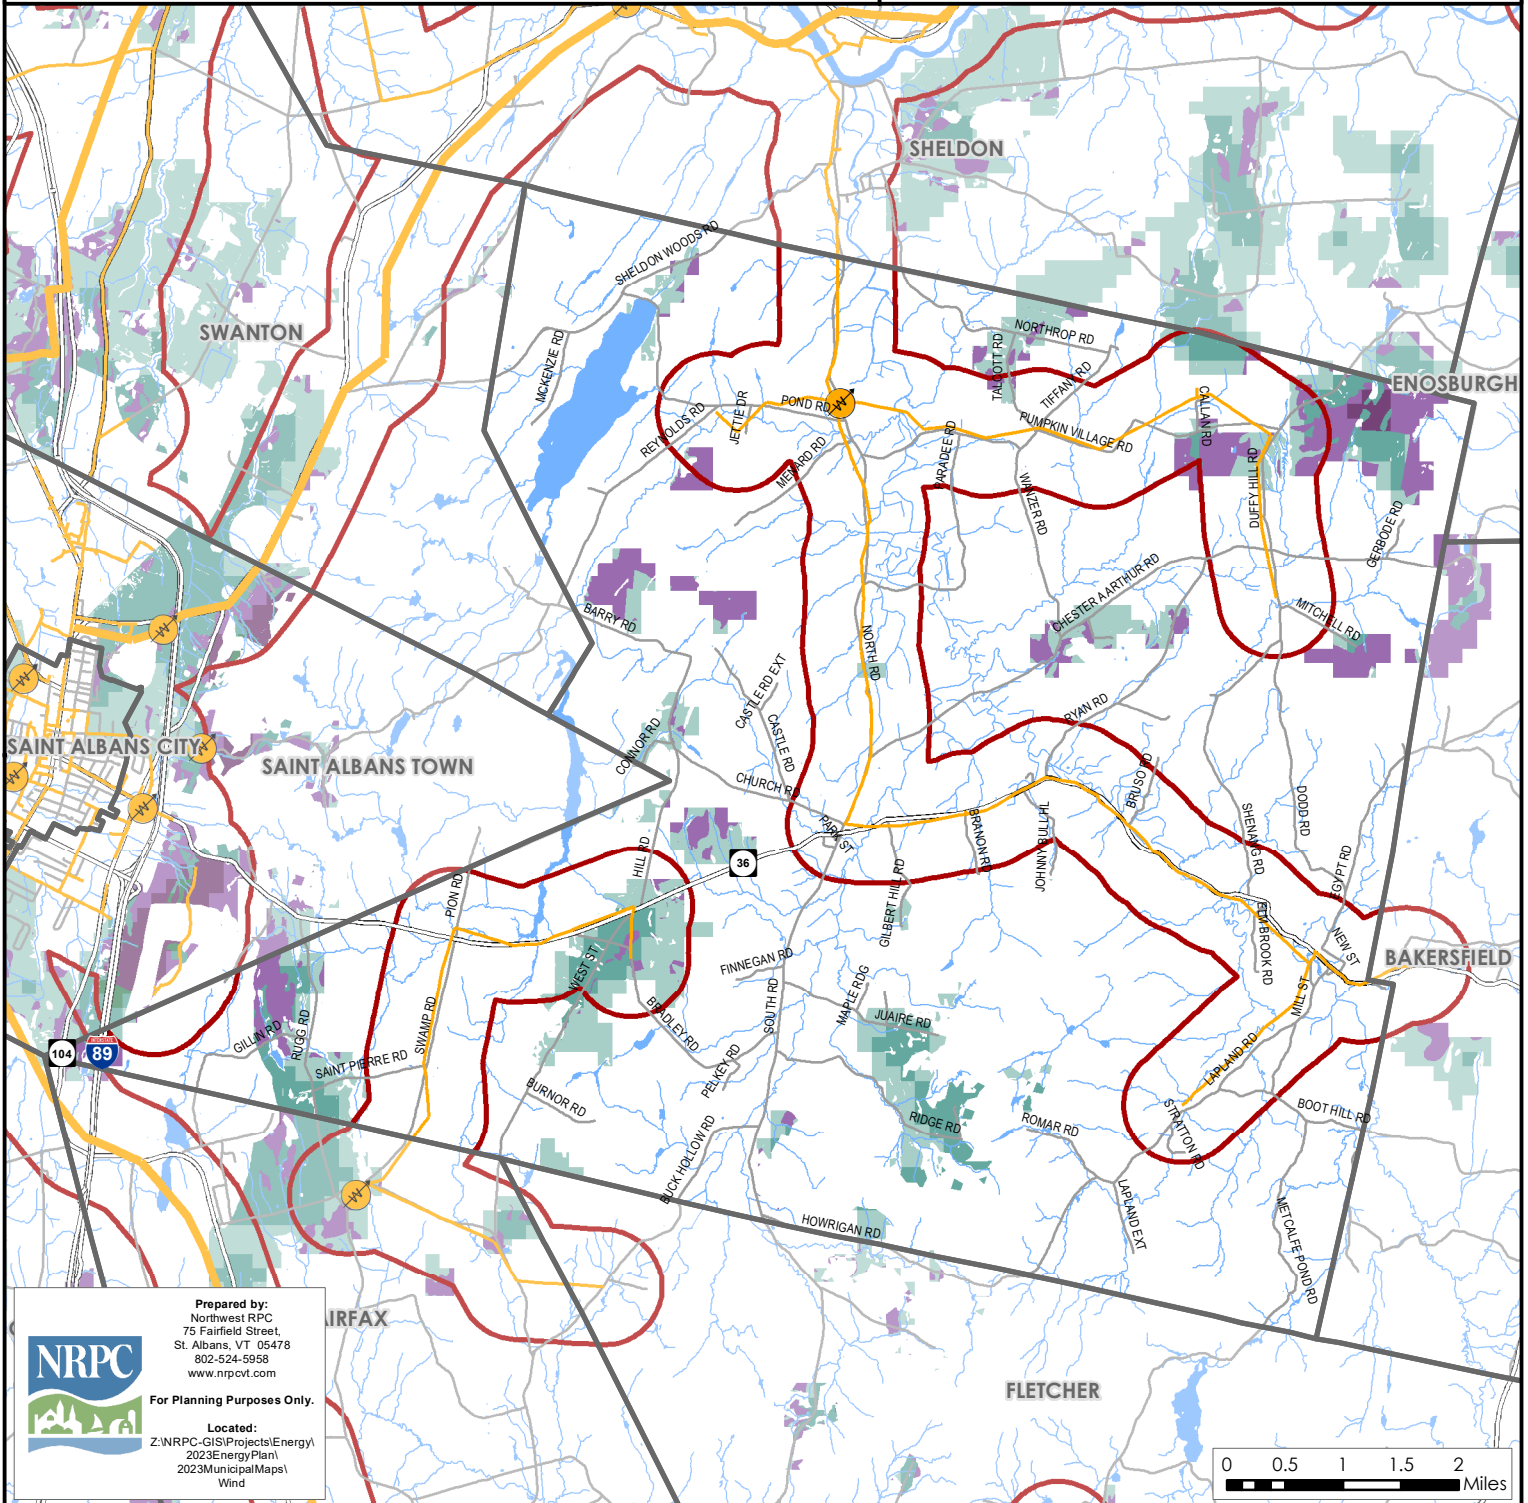 SHELDON
SHELDON WOODS RD
SWANTON
MCKENZIE RD
NORTHROP RD
TALCOTT RD
TIFFANY RD
ENOSBURGH
POND RD
W
JETTIE DR
REYNOLDS RD
MENARD RD
PUMPKIN VILLAGE RD
CALLAN RD
PARADEE RD
WANZER RD
DUFFY HILL RD
GERBODE RD
CHESTER A ARTHUR RD
BARRY RD
MITCHELL RD
NORTH RD
W
W
CASTLE RD EXT
CASTLE RD
RYAN RD
CONNOR RD
SAINT ALBANS CITY
W
W
SAINT ALBANS TOWN
CHURCH RD
BRUSO RD
W
PARK ST
BRANON RD
JOHNNY BULL HL
SHENANG RD
DODD RD
36
HILL RD
GILBERT HILL RD
EGYPT RD
PION RD
ELM BROOK RD
NEW ST
BAKERSFIELD
WEST ST
FINNEGAN RD
MAPLE RDG
MILL ST
SOUTH RD
JUAIRE RD
BRADLEY RD
SWAMP RD
GILLIN RD
RUGG RD
104
INTERSTATE
89
SAINT PIERRE RD
PELKEY RD
LAPLAND RD
BURNOR RD
RIDGE RD
ROMAR RD
STRATTON RD
BOOT HILL RD
BUCK HOLLOW RD
W
LAPLAND EXT
HOWRIGAN RD
METCALFE POND RD
FLETCHER
Prepared by:
Northwest RPC
75 Fairfield Street,
St. Albans, VT 05478
802-524-5958
www.nrpcvt.com
For Planning Purposes Only.
Located:
Z:\NRPC-GIS\Projects\Energy\
2023EnergyPlan\
2023MunicipalMaps\
Wind
NRPC
AIRFAX
0 0.5 1 1.5 2
Miles